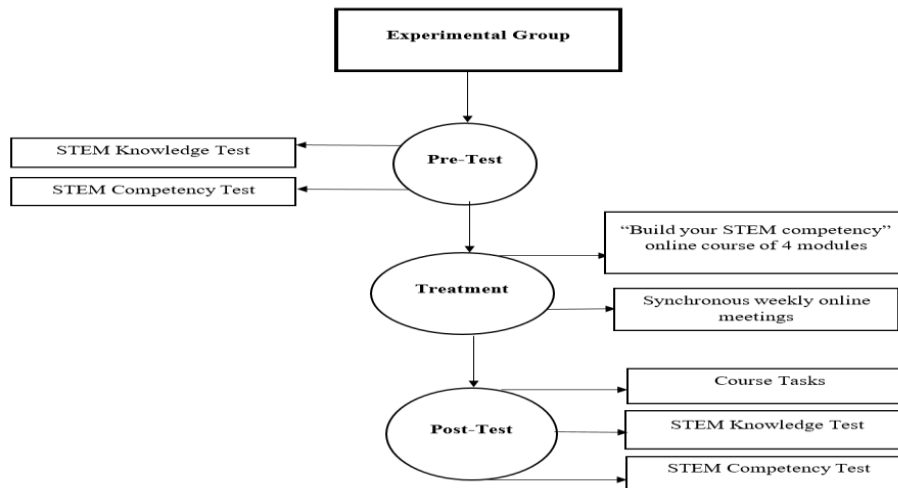 Experimental Group
STEM Knowledge Test
Pre-Test
STEM Competency Test
“Build your STEM competency”
online course of 4 modules
Treatment
Synchronous weekly online
meetings
Course Tasks
Post-Test
STEM Knowledge Test
STEM Competency Test